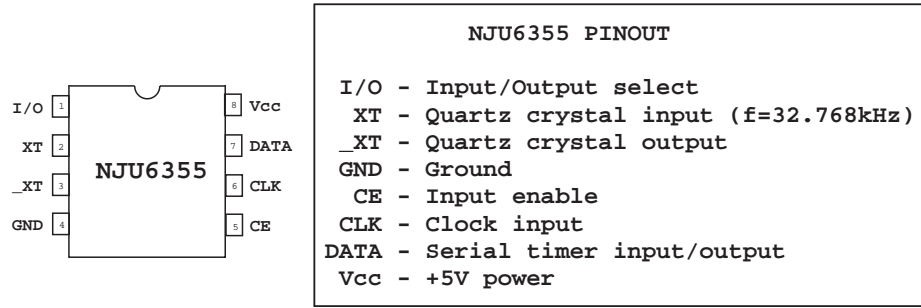 I/O 1
XT 2
_XT 3
GND 4
NJU6355
8 Vcc
7 DATA
6 CLK
5 CE
NJU6355 PINOUT
I/O - Input/Output select
XT - Quartz crystal input (f=32.768kHz)
_XT - Quartz crystal output
GND - Ground
CE - Input enable
CLK - Clock input
DATA - Serial timer input/output
Vcc - +5V power